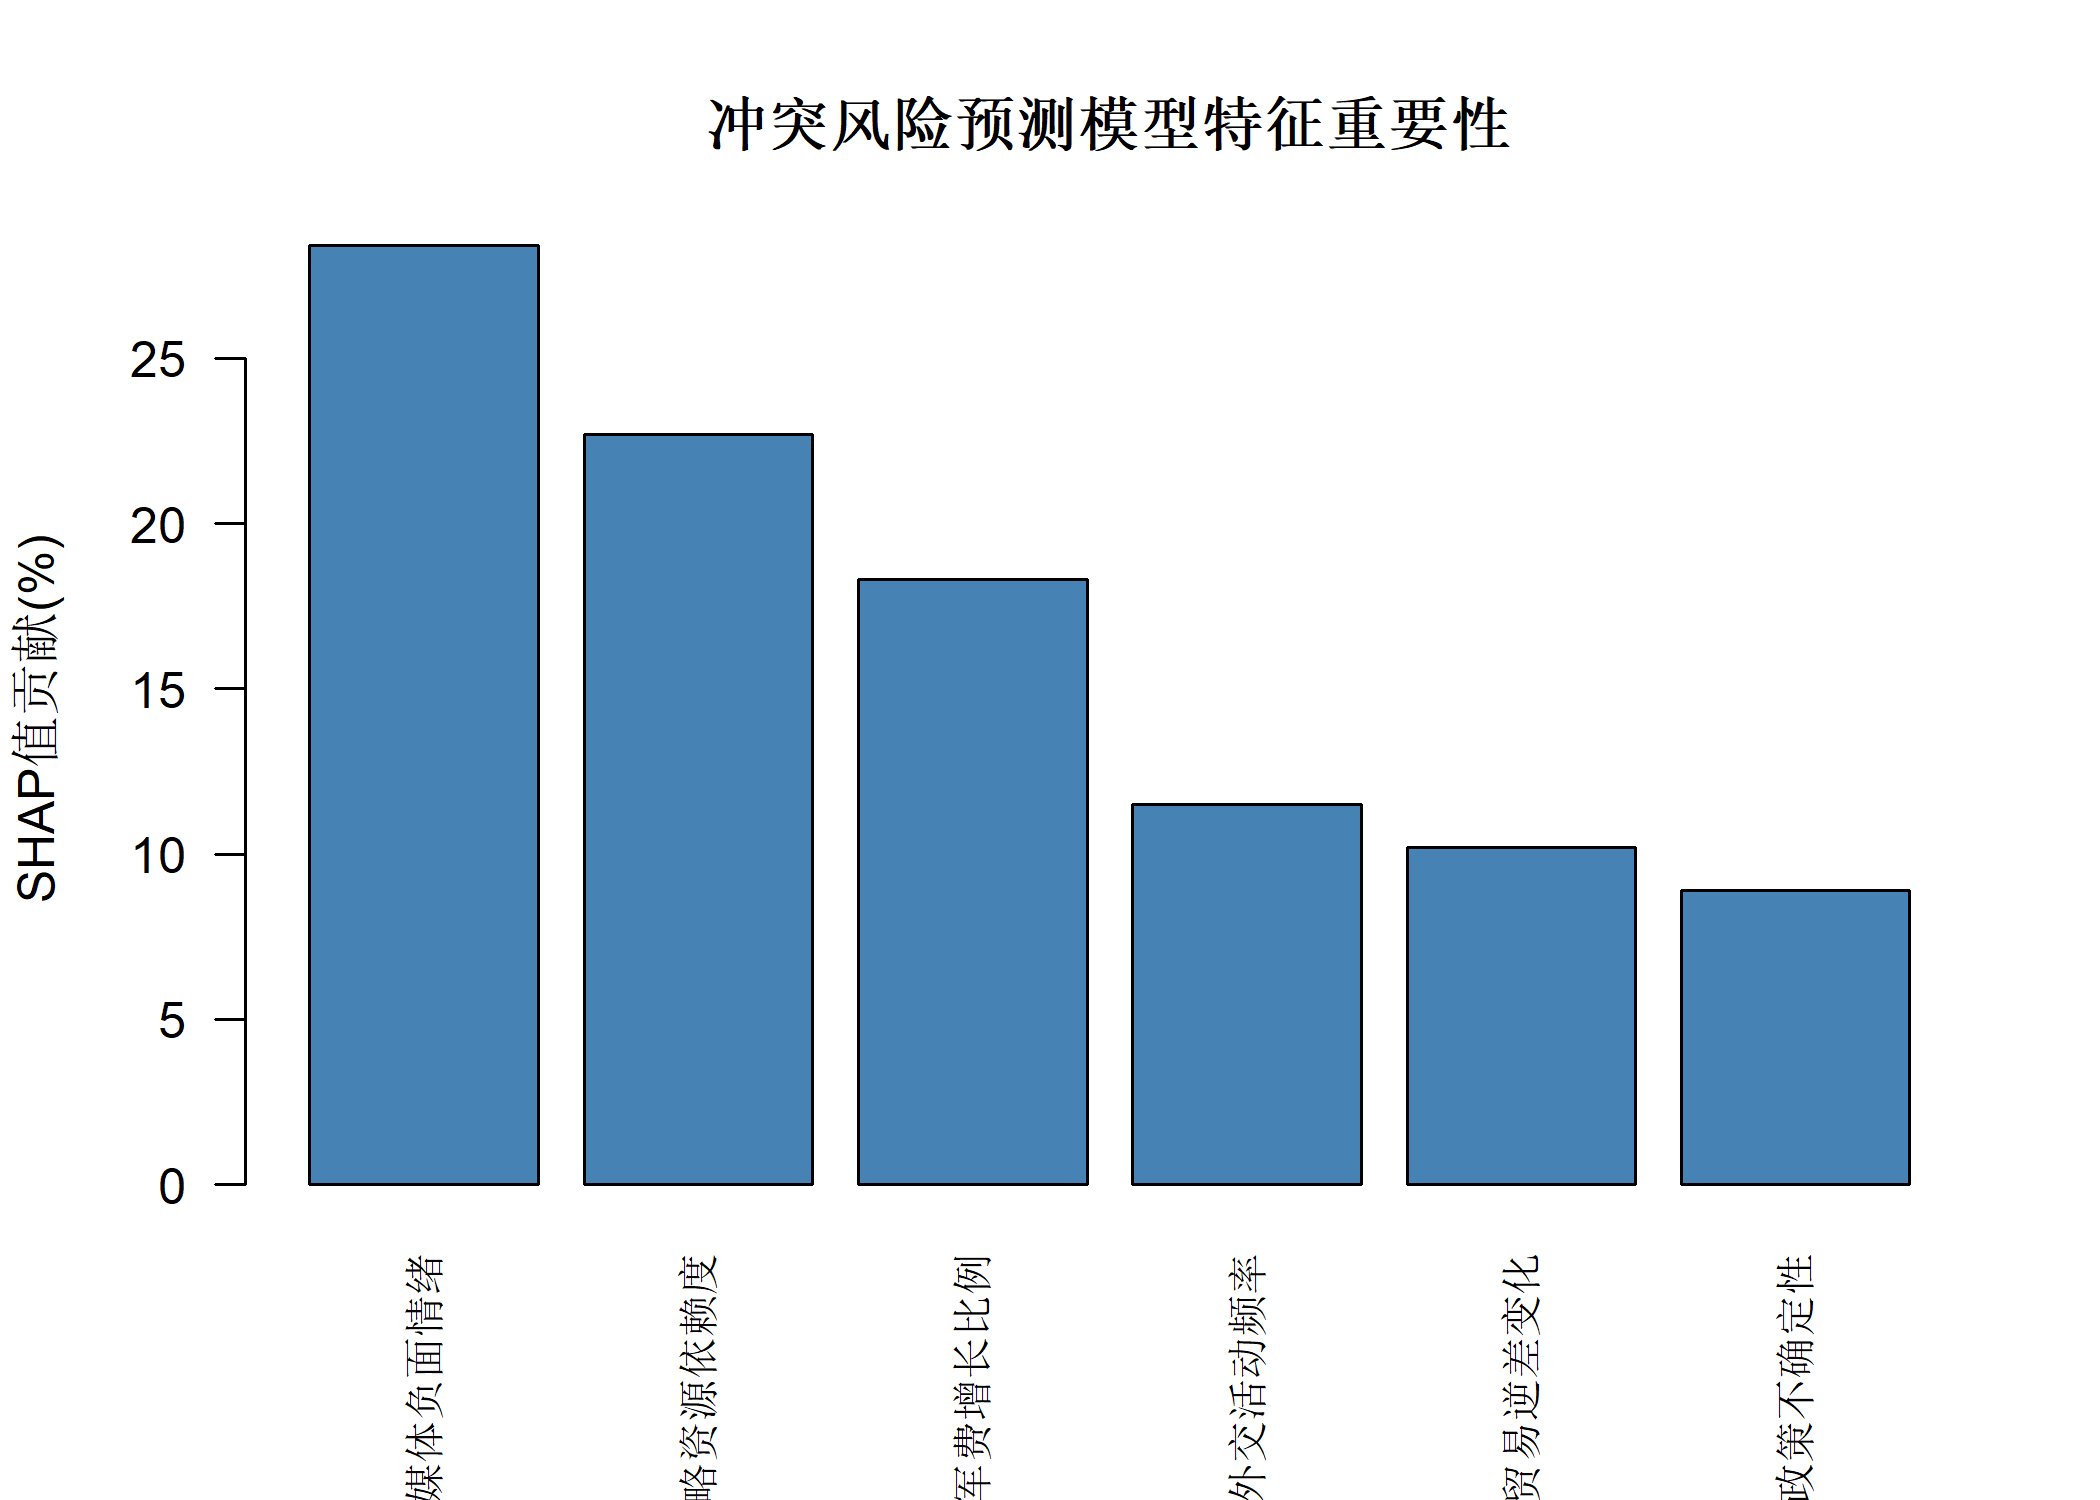 冲突风险预测模型特征重要性
SHAP值贡献(%)
25
20
15
10
5
0
媒体负面情绪
略资源依赖度
军费增长比例
外交活动频率
贸易逆差变化
政策不确定性